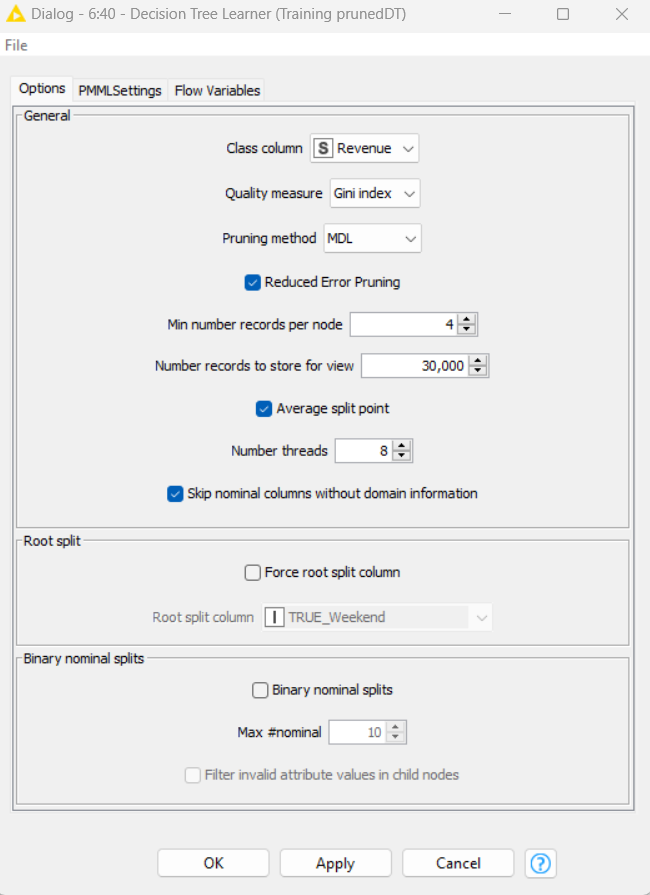 Dialog - 6:40 - Decision Tree Learner (Training prunedDT)
File
Options PMMLSettings Flow Variables
General
Class column S Revenue
Quality measure Gini index
Pruning method MDL
Reduced Error Pruning
Min number records per node 4
Number records to store for view 30,000
Average split point
Number threads 8
Skip nominal columns without domain information
Root split
Force root split column
Root split column I TRUE_Weekend
Binary nominal splits
Binary nominal splits
Max #nominal 10
Filter invalid attribute values in child nodes
OK Apply Cancel ?